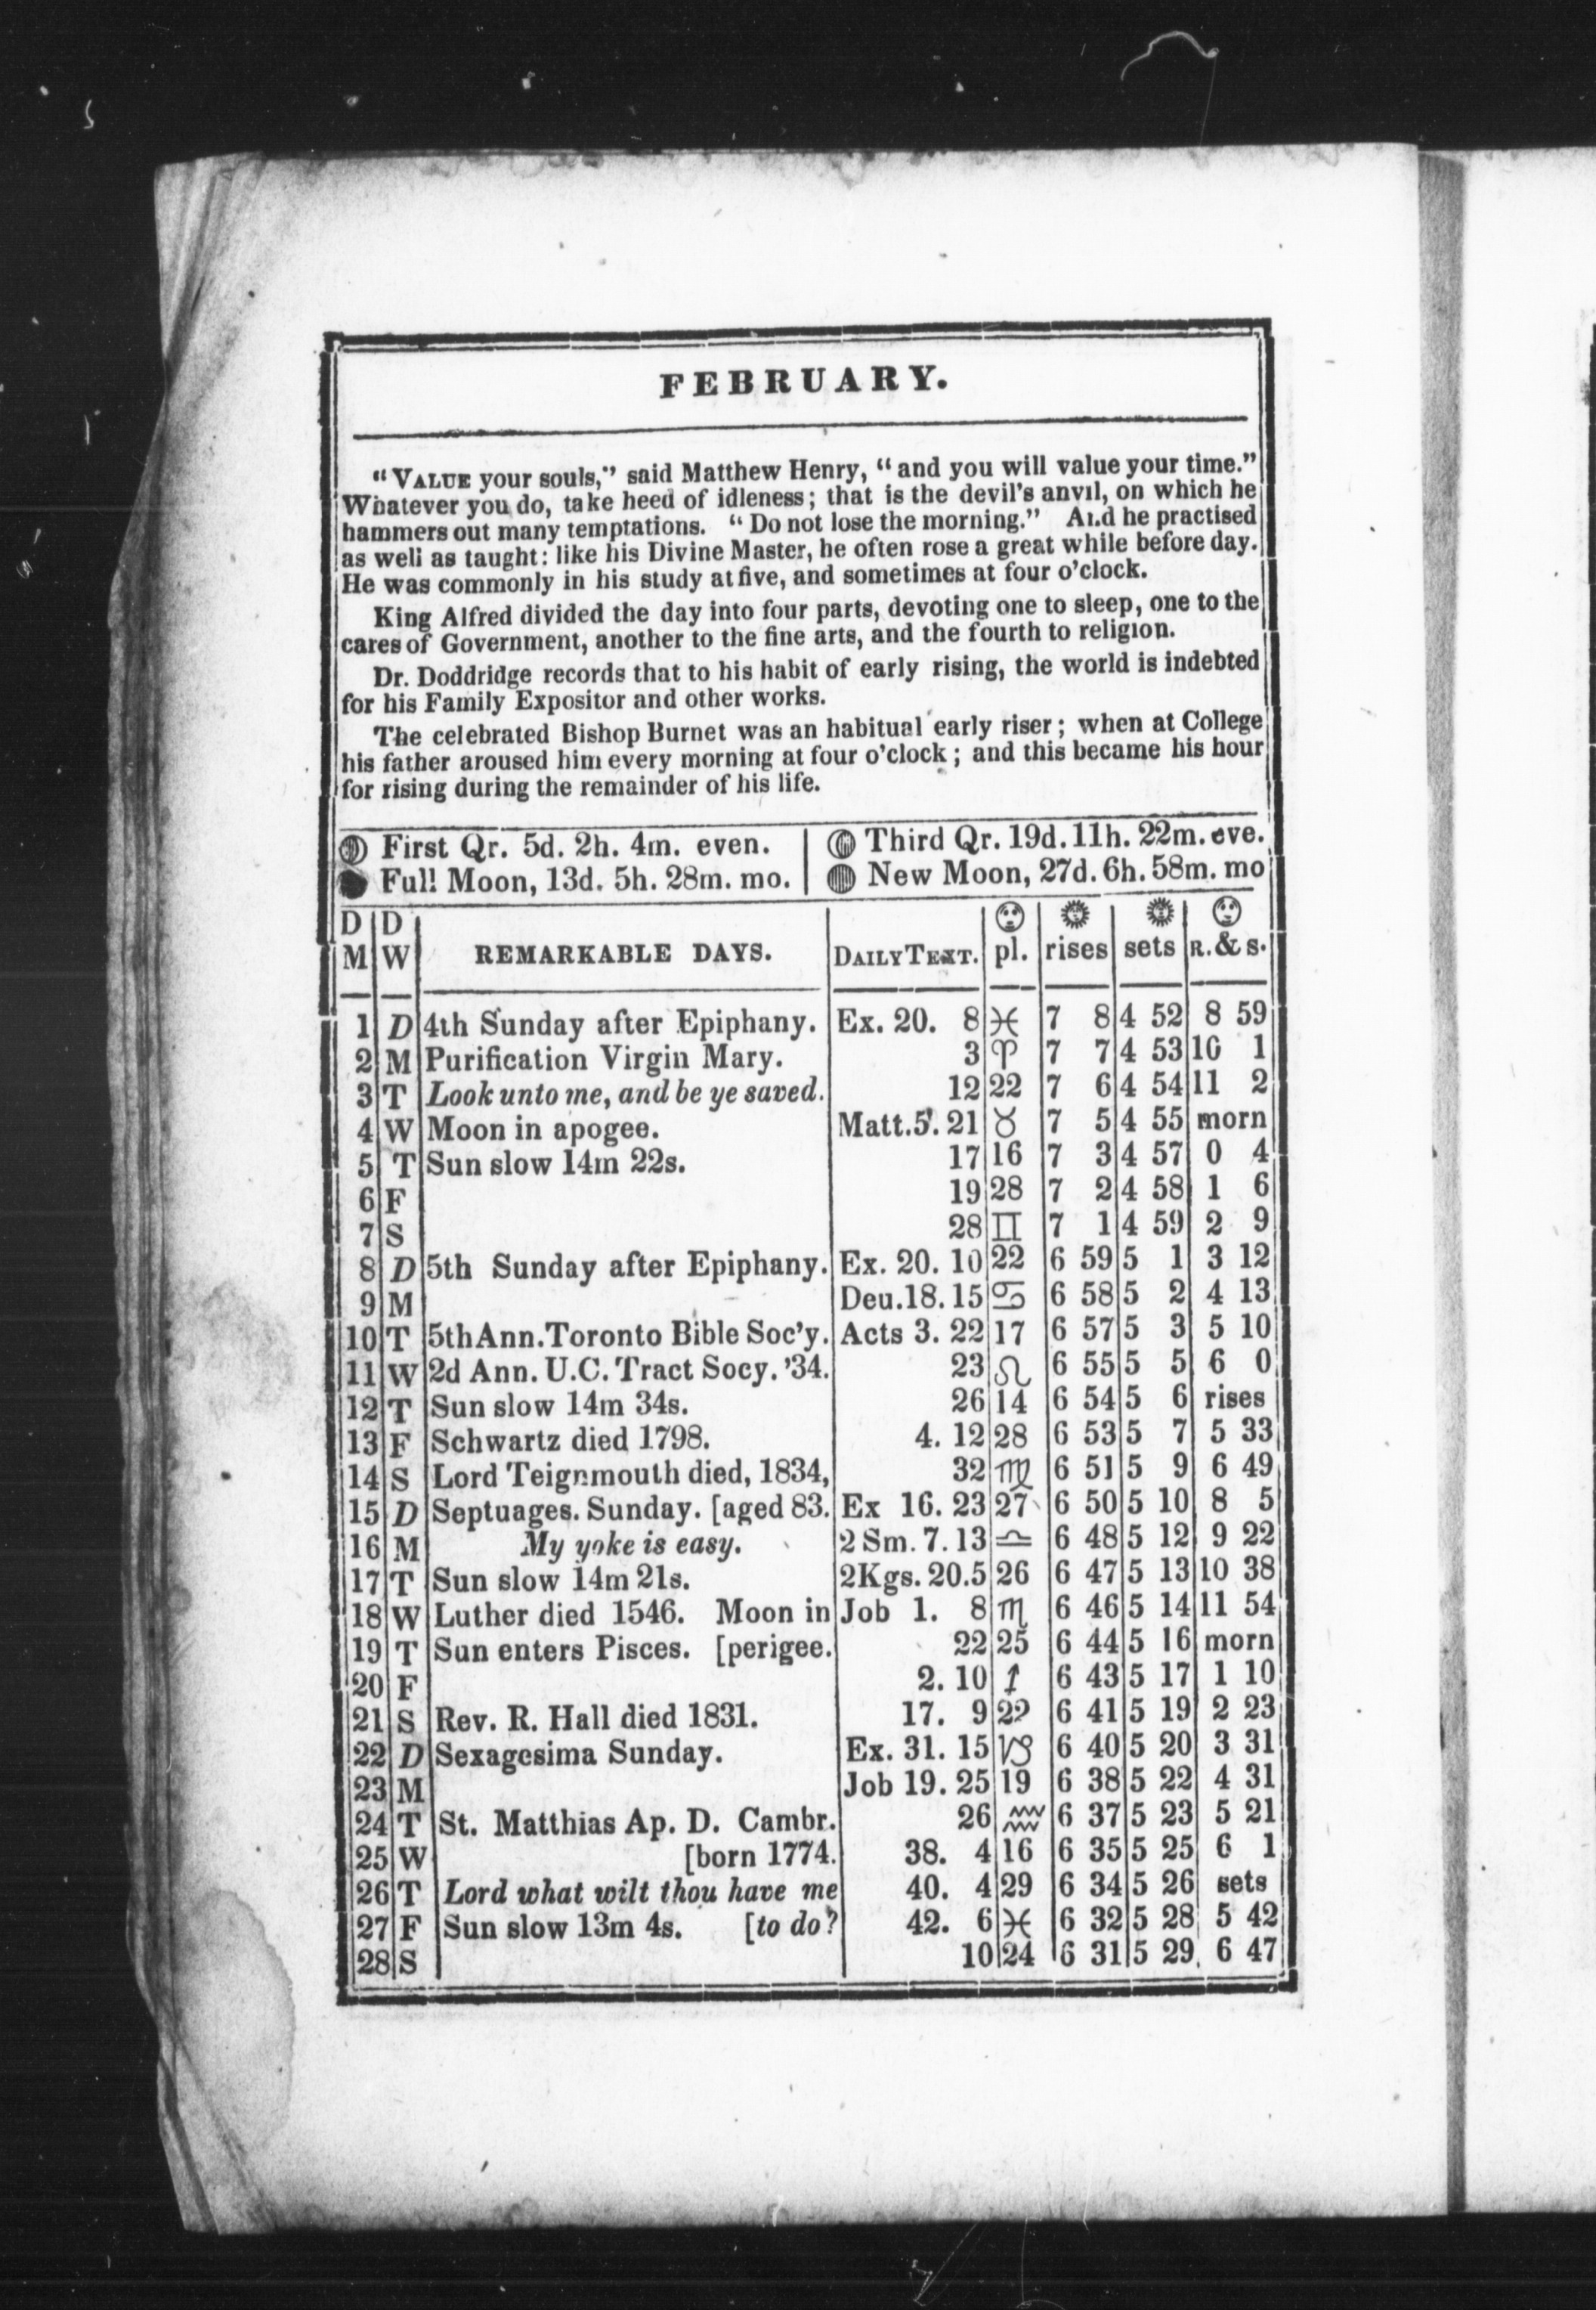 FEBRUARY.
"VALUE your souls," said Matthew Henry, "and you will value your time."
Whatever you do, take heed of idleness; that is the devil's anvil, on which he
hammers out many temptations. "Do not lose the morning." And he practised
as well as taught: like his Divine Master, he often rose a great while before day.
He was commonly in his study at five, and sometimes at four o'clock.
King Alfred divided the day into four parts, devoting one to sleep, one to the
cares of Government, another to the fine arts, and the fourth to religion.
Dr. Doddridge records that to his habit of early rising, the world is indebted
for his Family Expositor and other works.
The celebrated Bishop Burnet was an habitual early riser; when at College
his father aroused him every morning at four o'clock; and this became his hour
for rising during the remainder of his life.
First Qr. 5d. 2h. 4m. even. Third Qr. 19d. 11h. 22m. eve.
Full Moon, 13d. 5h. 28m. mo. New Moon, 27d. 6h. 58m. mo
D D
M W REMARKABLE DAYS. DAILY TEXT. pl. rises sets R. & S.
1 D 4th Sunday after Epiphany. Ex. 20. 8 ♓ 7 8 4 52 8 59
2 M Purification Virgin Mary. 3 ♈ 7 7 4 53 10 1
3 T Look unto me, and be ye saved. 12 22 7 6 4 54 11 2
4 W Moon in apogee. Matt. 5. 21 ♉ 7 5 4 55 morn
5 T Sun slow 14m 22s. 17 16 7 3 4 57 0 4
6 F 19 28 7 2 4 58 1 6
7 S 28 ♊ 7 1 4 59 2 9
8 D 5th Sunday after Epiphany. Ex. 20. 10 22 6 59 5 1 3 12
9 M Deu. 18. 15 ♋ 6 58 5 2 4 13
10 T 5th Ann. Toronto Bible Soc'y. Acts 3. 22 17 6 57 5 3 5 10
11 W 2d Ann. U.C. Tract Socy. '34. 23 ♌ 6 55 5 5 6 0
12 T Sun slow 14m 34s. 26 14 6 54 5 6 rises
13 F Schwartz died 1798. 4. 12 28 6 53 5 7 5 33
14 S Lord Teignmouth died, 1834, 32 ♍ 6 51 5 9 6 49
15 D Septuages. Sunday. [aged 83. Ex 16. 23 27 6 50 5 10 8 5
16 M My yoke is easy. 2 Sm. 7. 13 ♎ 6 48 5 12 9 22
17 T Sun slow 14m 21s. 2Kgs. 20.5 26 6 47 5 13 10 38
18 W Luther died 1546. Moon in Job 1. 8 ♏ 6 46 5 14 11 54
19 T Sun enters Pisces. [perigee. 22 25 6 44 5 16 morn
20 F 2. 10 ♐ 6 43 5 17 1 10
21 S Rev. R. Hall died 1831. 17. 9 22 6 41 5 19 2 23
22 D Sexagesima Sunday. Ex. 31. 15 ♑ 6 40 5 20 3 31
23 M Job 19. 25 19 6 38 5 22 4 31
24 T St. Matthias Ap. D. Cambr. 26 ♒ 6 37 5 23 5 21
25 W [born 1774. 38. 4 16 6 35 5 25 6 1
26 T Lord what wilt thou have me 40. 4 29 6 34 5 26 sets
27 F Sun slow 13m 4s. [to do? 42. 6 ♓ 6 32 5 28 5 42
28 S 10 24 6 31 5 29 6 47